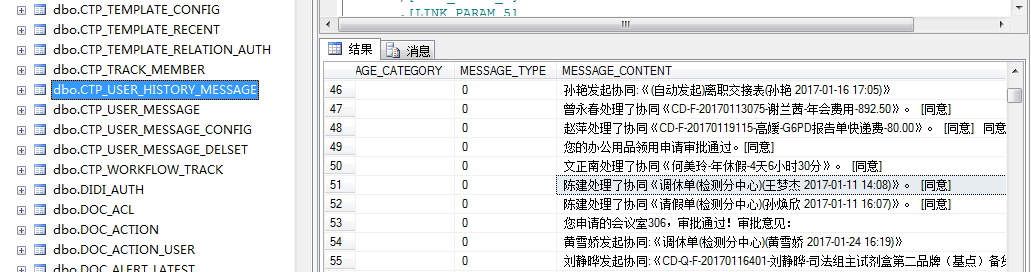 dbo.CTP_TEMPLATE_CONFIG
dbo.CTP_TEMPLATE_RECENT
dbo.CTP_TEMPLATE_RELATION_AUTH
dbo.CTP_TRACK_MEMBER
dbo.CTP_USER_HISTORY_MESSAGE
dbo.CTP_USER_MESSAGE
dbo.CTP_USER_MESSAGE_CONFIG
dbo.CTP_USER_MESSAGE_DELSET
dbo.CTP_WORKFLOW_TRACK
dbo.DIDI_AUTH
dbo.DOC_ACL
dbo.DOC_ACTION
dbo.DOC_ACTION_USER
dbo.DOC_ALERT_LATEST
,[LINK_PARAM_5]
结果 消息
AGE_CATEGORY MESSAGE_TYPE MESSAGE_CONTENT
46 0 孙艳发起协同:《(自动发起)离职交接表(孙艳 2017-01-16 17:05)》
47 0 曾永春处理了协同《CD-F-20170113075-谢兰茜-年会费用-892.50》。 [同意]
48 0 赵萍处理了协同《CD-F-20170119115-高媛-G6PD报告单快递费-80.00》。 [同意] 同意
49 0 您的办公用品领用申请审批通过。[同意]
50 0 文正南处理了协同《何美玲-年休假-4天6小时30分》。 [同意]
51 0 陈建处理了协同《调休单(检测分中心)(王梦杰 2017-01-11 14:08)》。 [同意]
52 0 陈建处理了协同《请假单(检测分中心)(孙焕欣 2017-01-11 16:07)》。 [同意]
53 0 您申请的会议室306，审批通过！审批意见：
54 0 黄雪娇发起协同:《调休单(检测分中心)(黄雪娇 2017-01-24 16:19)》
55 0 刘静晔发起协同:《CD-Q-F-20170116401-刘静晔-司法组主试剂盒第二品牌（基点）备货